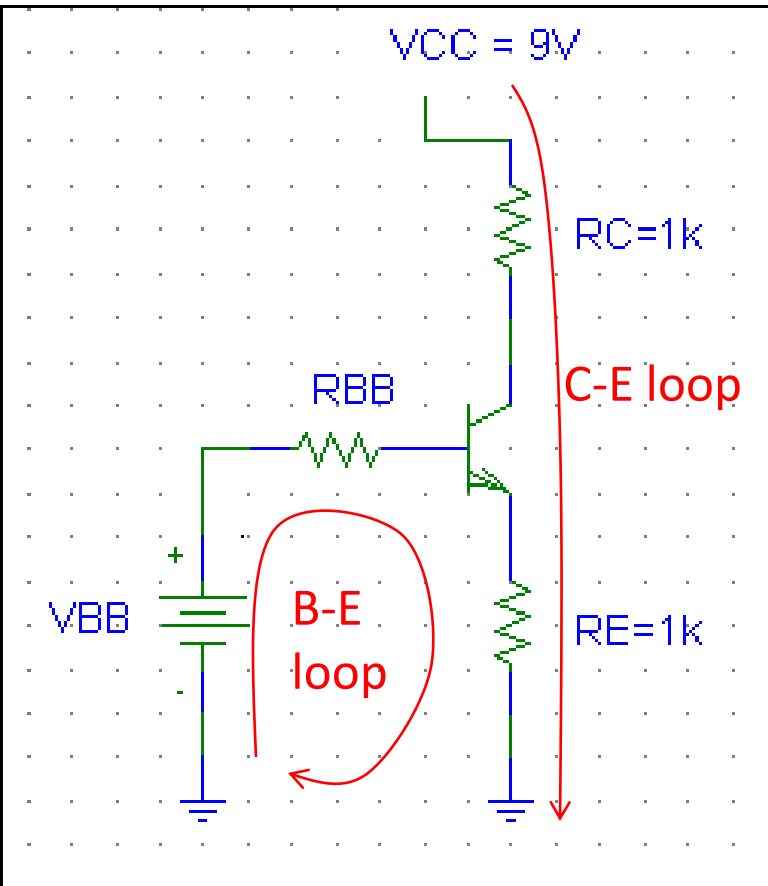 VCC = 9V
RC=1k
C-E loop
RBB
+
VBB
B-E
loop
RE=1k
-